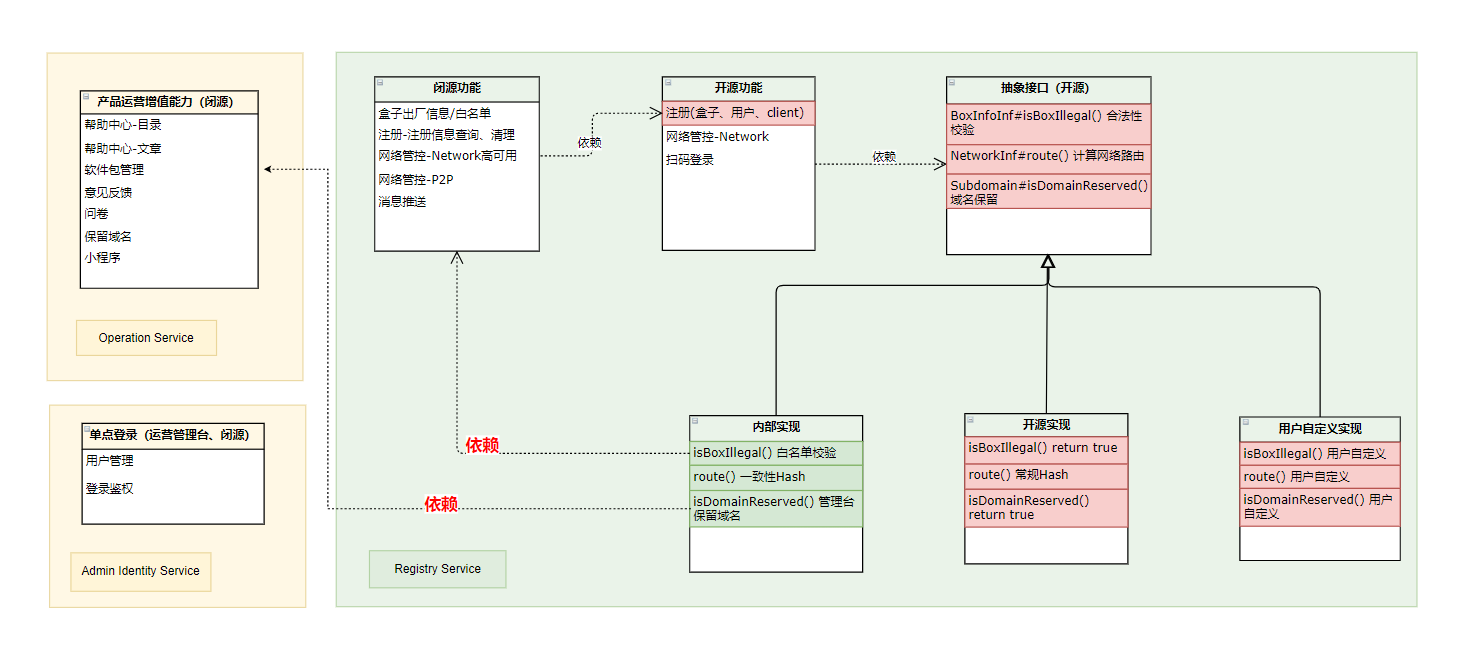 产品运营增值能力（闭源）
帮助中心-目录
帮助中心-文章
软件包管理
意见反馈
问卷
保留域名
小程序
Operation Service
单点登录（运营管理台、闭源）
用户管理
登录鉴权
Admin Identity Service
闭源功能
盒子出厂信息/白名单
注册-注册信息查询、清理
网络管控-Network高可用
网络管控-P2P
消息推送
依赖
开源功能
注册(盒子、用户、client)
网络管控-Network
扫码登录
依赖
抽象接口（开源）
BoxInfoInf#isBoxIllegal() 合法性
校验
NetworkInf#route() 计算网络路由
Subdomain#isDomainReserved()
域名保留
依赖
依赖
内部实现
isBoxIllegal() 白名单校验
route() 一致性Hash
isDomainReserved() 管理台
保留域名
开源实现
isBoxIllegal() return true
route() 常规Hash
isDomainReserved()
return true
用户自定义实现
isBoxIllegal() 用户自定义
route() 用户自定义
isDomainReserved() 用户
自定义
Registry Service